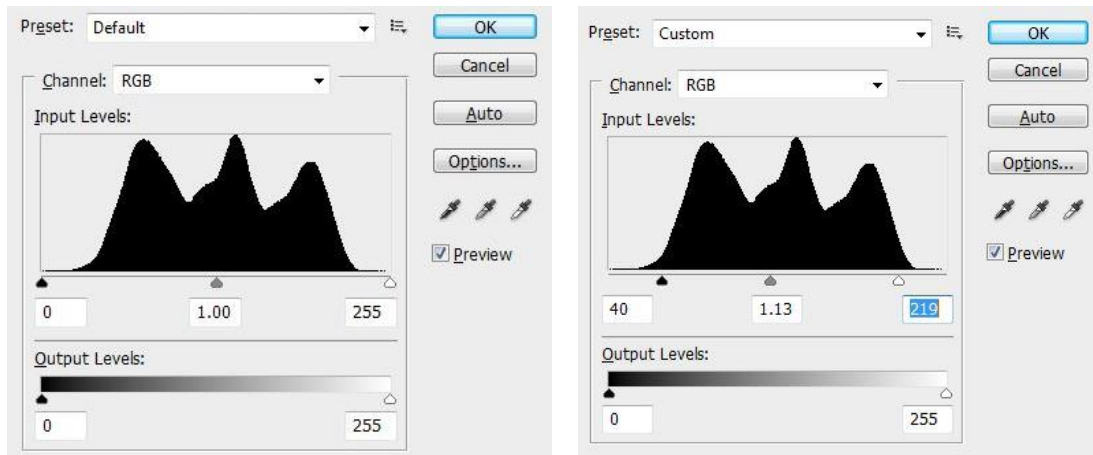 Preset: Default
OK
Cancel
Channel: RGB
Input Levels:
Auto
Options...
Preview
0 1.00 255
Output Levels:
0 255
Preset: Custom
OK
Cancel
Channel: RGB
Input Levels:
Auto
Options...
Preview
40 1.13 219
Output Levels:
0 255